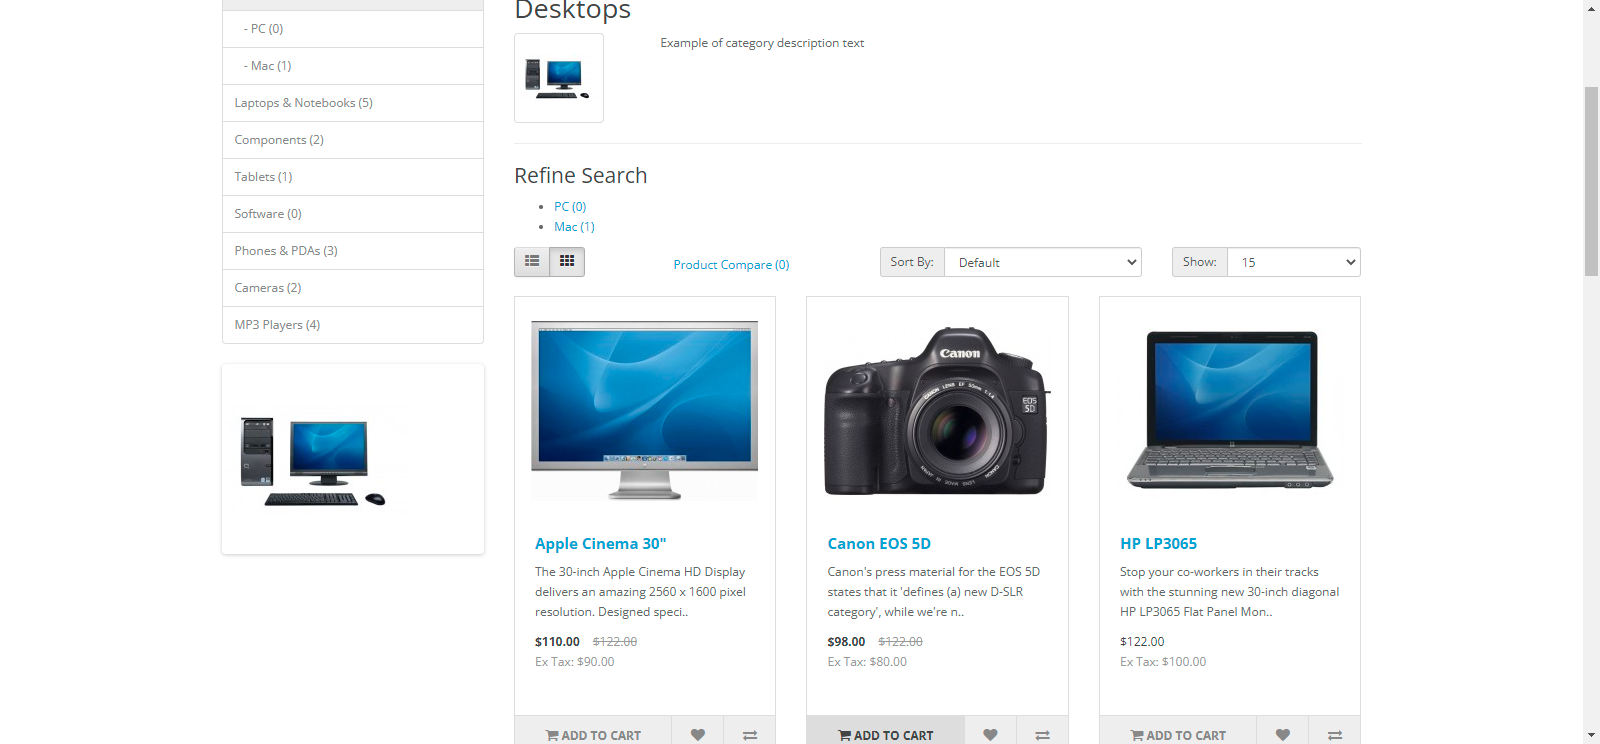 Desktops
- PC (0)
- Mac (1)
Laptops & Notebooks (5)
Components (2)
Tablets (1)
Software (0)
Phones & PDAs (3)
Cameras (2)
MP3 Players (4)
Example of category description text
Refine Search
PC (0)
Mac (1)
Product Compare (0)
Sort By:
Default
Show:
15
Canon
EOS
5D
Apple Cinema 30"
The 30-inch Apple Cinema HD Display
delivers an amazing 2560 x 1600 pixel
resolution. Designed speci..
$110.00 $122.00
Ex Tax: $90.00
ADD TO CART
Canon EOS 5D
Canon's press material for the EOS 5D
states that it 'defines (a) new D-SLR
category', while we're n..
$98.00 $122.00
Ex Tax: $80.00
ADD TO CART
HP LP3065
Stop your co-workers in their tracks
with the stunning new 30-inch diagonal
HP LP3065 Flat Panel Mon..
$122.00
Ex Tax: $100.00
ADD TO CART